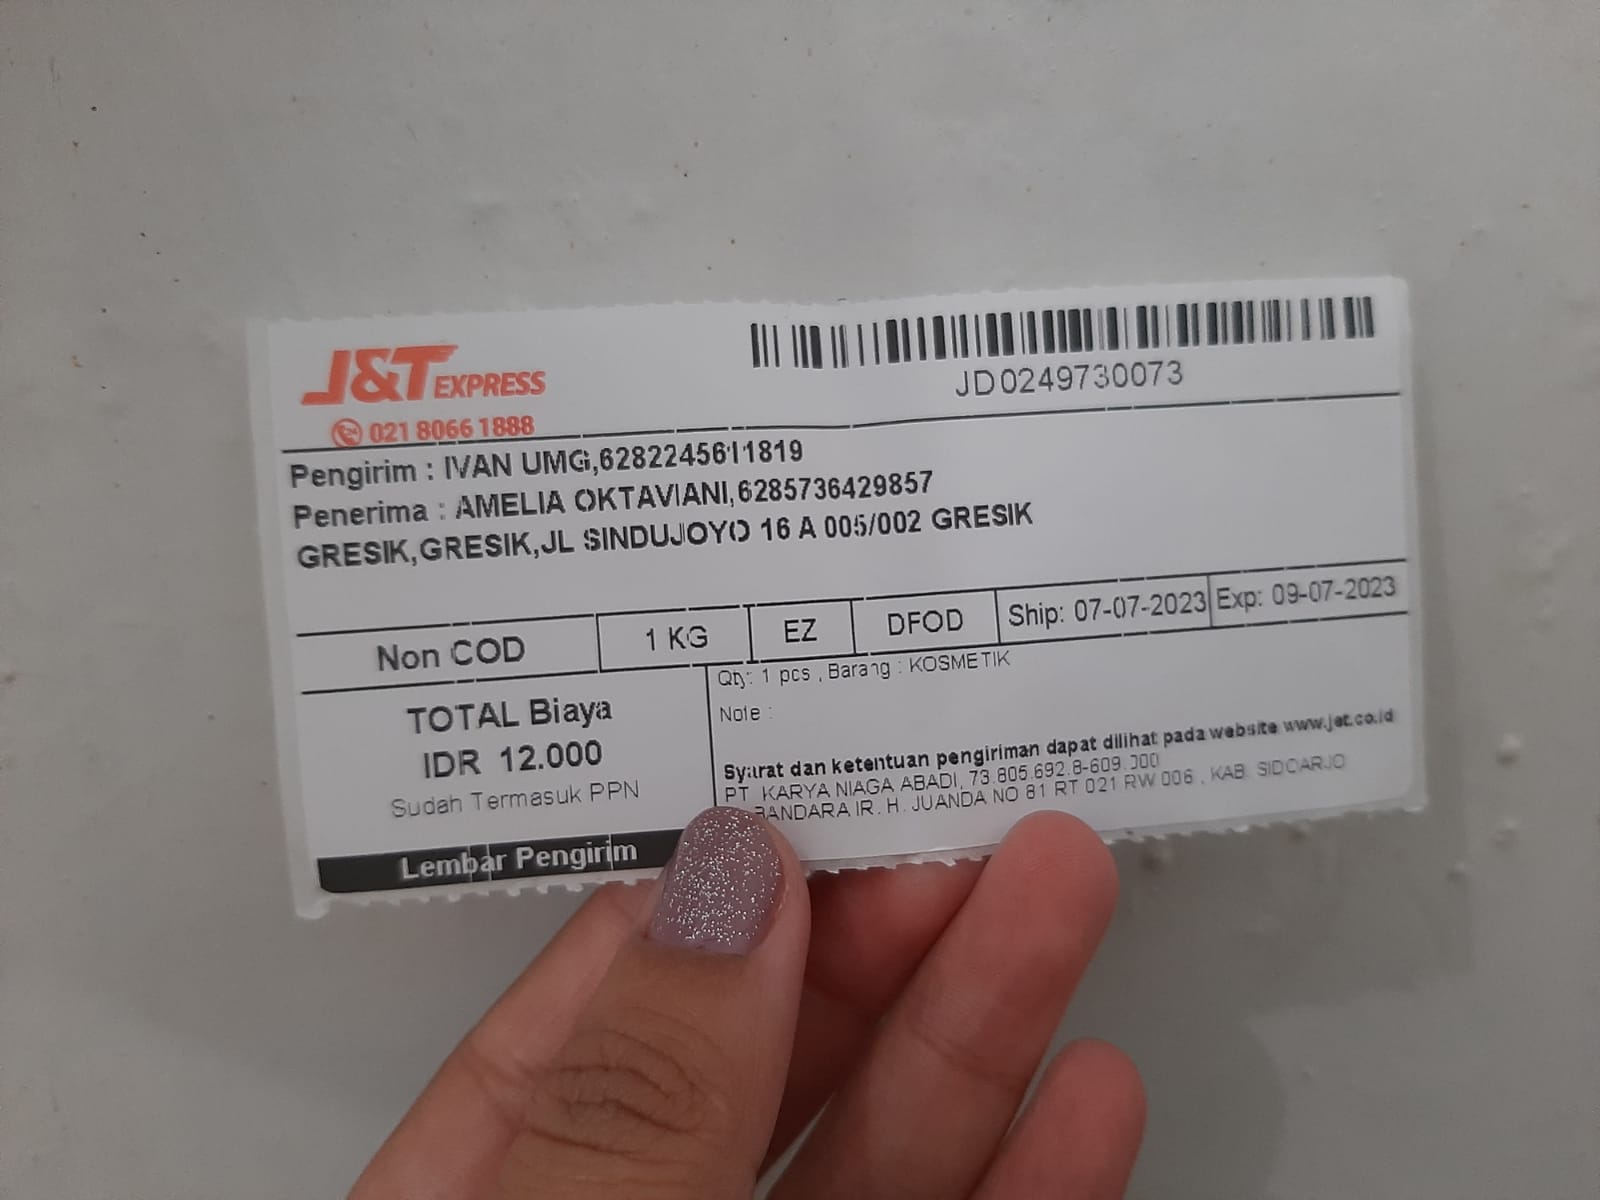 J&T EXPRESS
021 8066 1888
JD0249730073
Pengirim : IVAN UMG,6282245611819
Penerima : AMELIA OKTAVIANI,6285736429857
GRESIK,GRESIK,JL SINDUJOYO 16 A 005/002 GRESIK
Non COD 1 KG EZ DFOD Ship: 07-07-2023 Exp: 09-07-2023
TOTAL Biaya
IDR 12.000
Sudah Termasuk PPN
Qty: 1 pcs , Barang : KOSMETIK
Note :
Syarat dan ketentuan pengiriman dapat dilihat pada website www.jet.co.id
PT. KARYA NIAGA ABADI, 73.805.692.8-609.000
BANDARA IR. H. JUANDA NO 81 RT 021 RW 006 , KAB. SIDOARJO
Lembar Pengirim